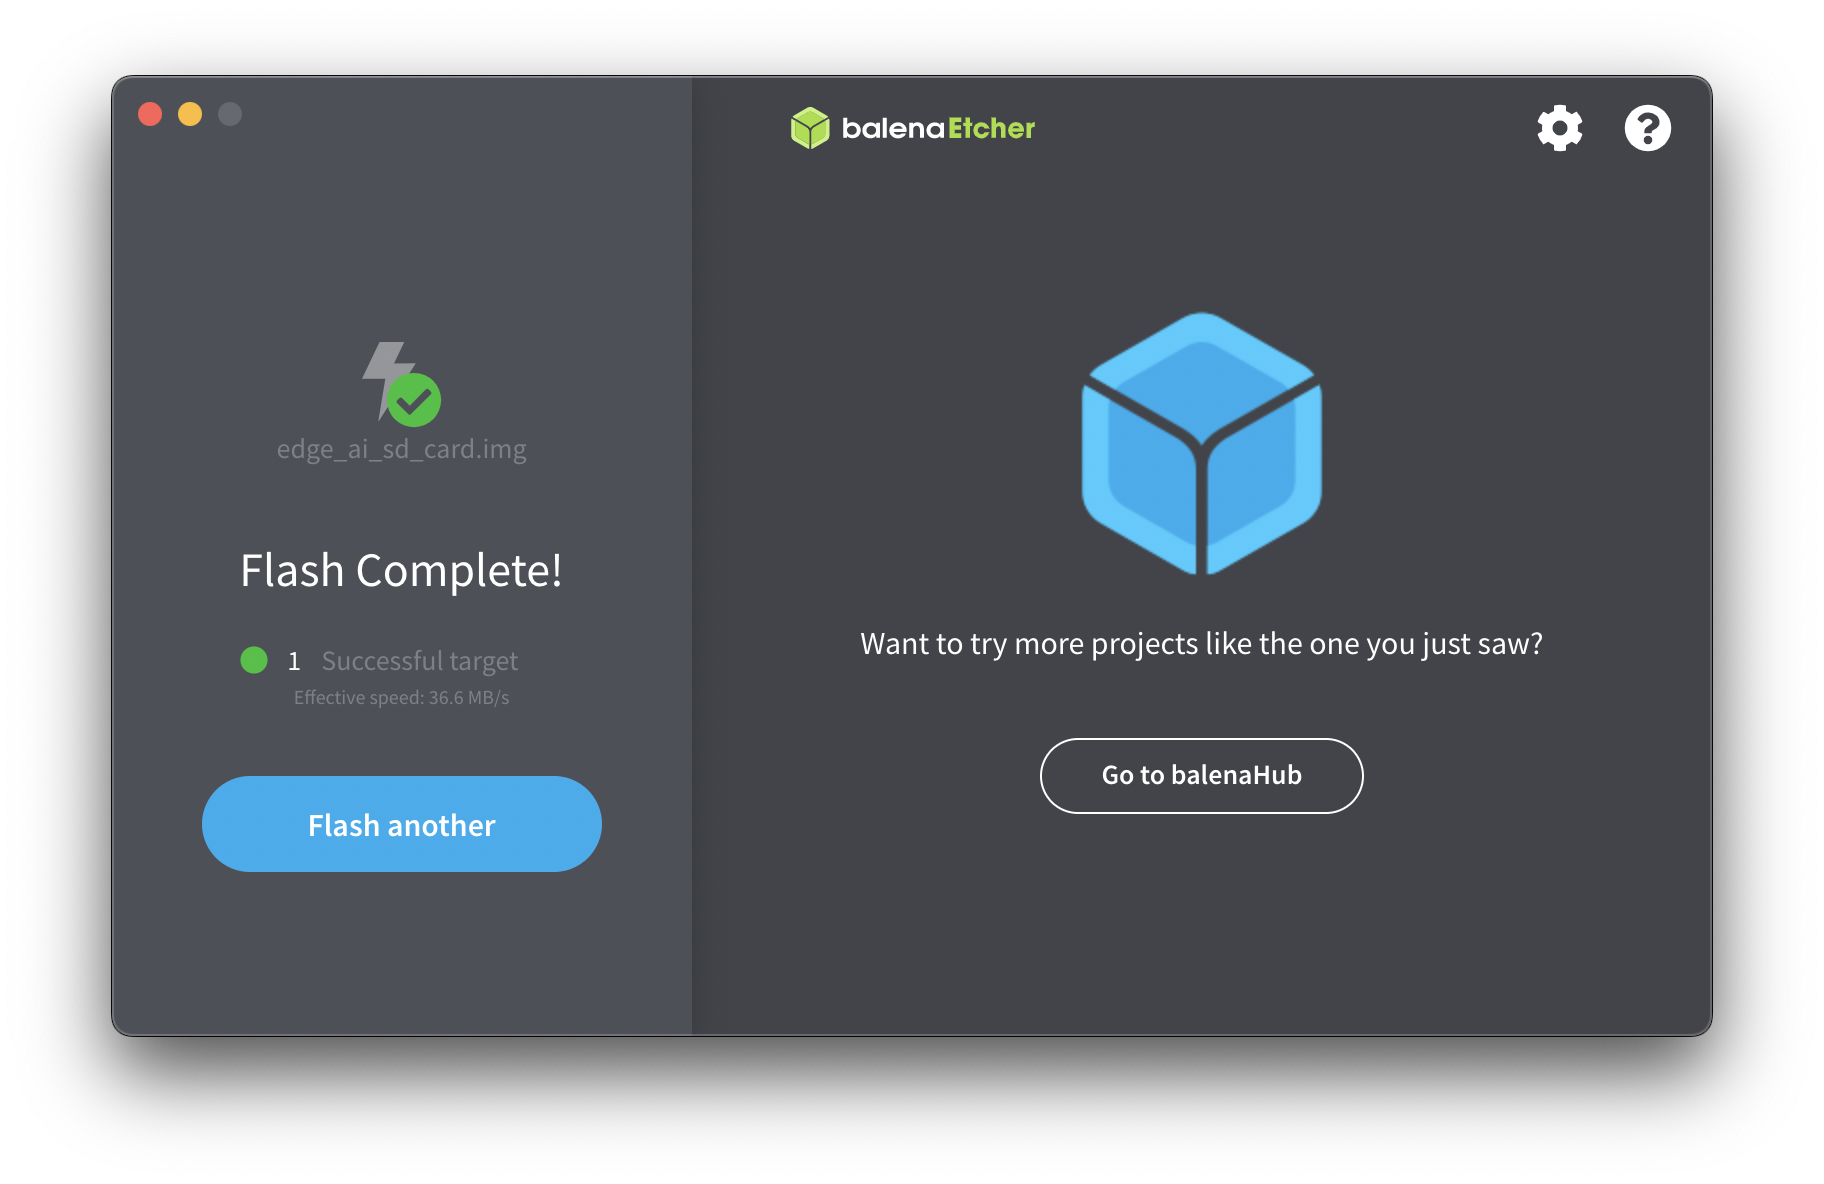 balenaEtcher
edge_ai_sd_card.img
Flash Complete!
1 Successful target
Effective speed: 36.6 MB/s
Flash another
Want to try more projects like the one you just saw?
Go to balenaHub